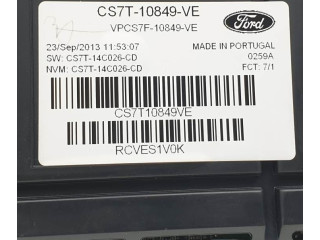 CS7T-10849-VE
VPCS7F-10849-VE
Ford
23/Sep/2013 11:53:07
MADE IN PORTUGAL
SW: CS7T-14C026-CD
0259A
NVM: CS7T-14C026-CD
FCT: 7/1
CS7T10849VE
RCVES1V0K